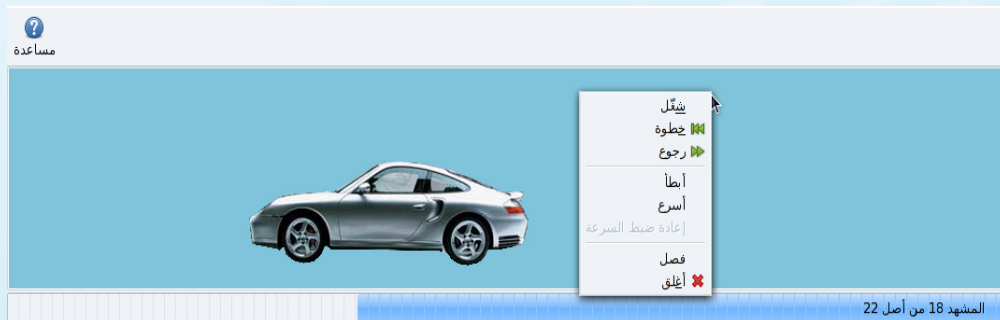 مساعدة
شغّل
خطوة
رجوع
أبطأ
أسرع
إعادة ضبط السرعة
فصل
أغلق
المشهد 18 من أصل 22